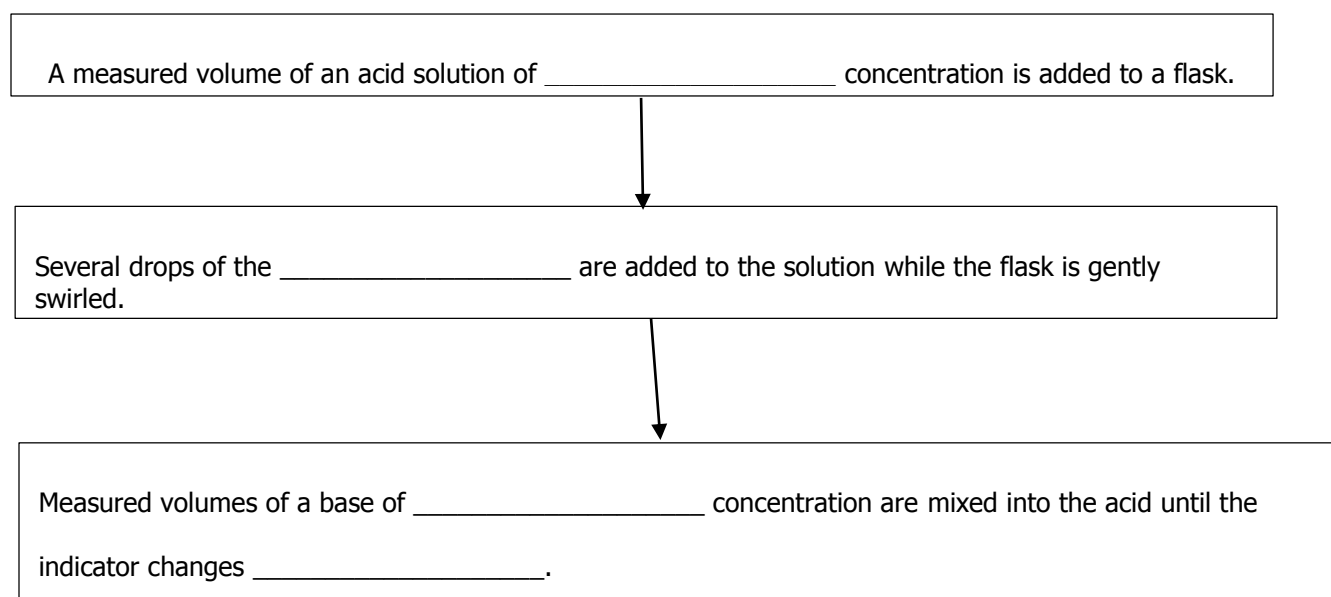 A measured volume of an acid solution of ____________________ concentration is added to a flask.
Several drops of the ____________________ are added to the solution while the flask is gently
swirled.
Measured volumes of a base of ____________________ concentration are mixed into the acid until the
indicator changes ____________________.